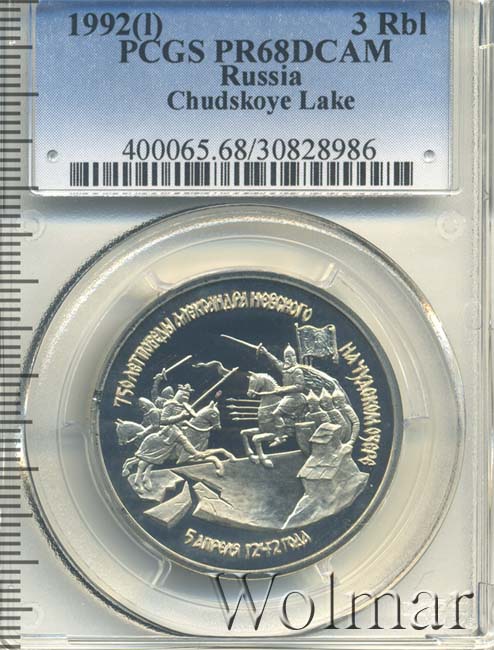 1992(l) 3 Rbl
PCGS PR68DCAM
Russia
Chudskoye Lake
400065.68/30828986
750 ЛЕТ ПОБЕДЫ АЛЕКСАНДРА НЕВСКОГО
НА ЧУДСКОМ ОЗЕРЕ
5 АПРЕЛЯ 1242 ГОДА
Wolmar